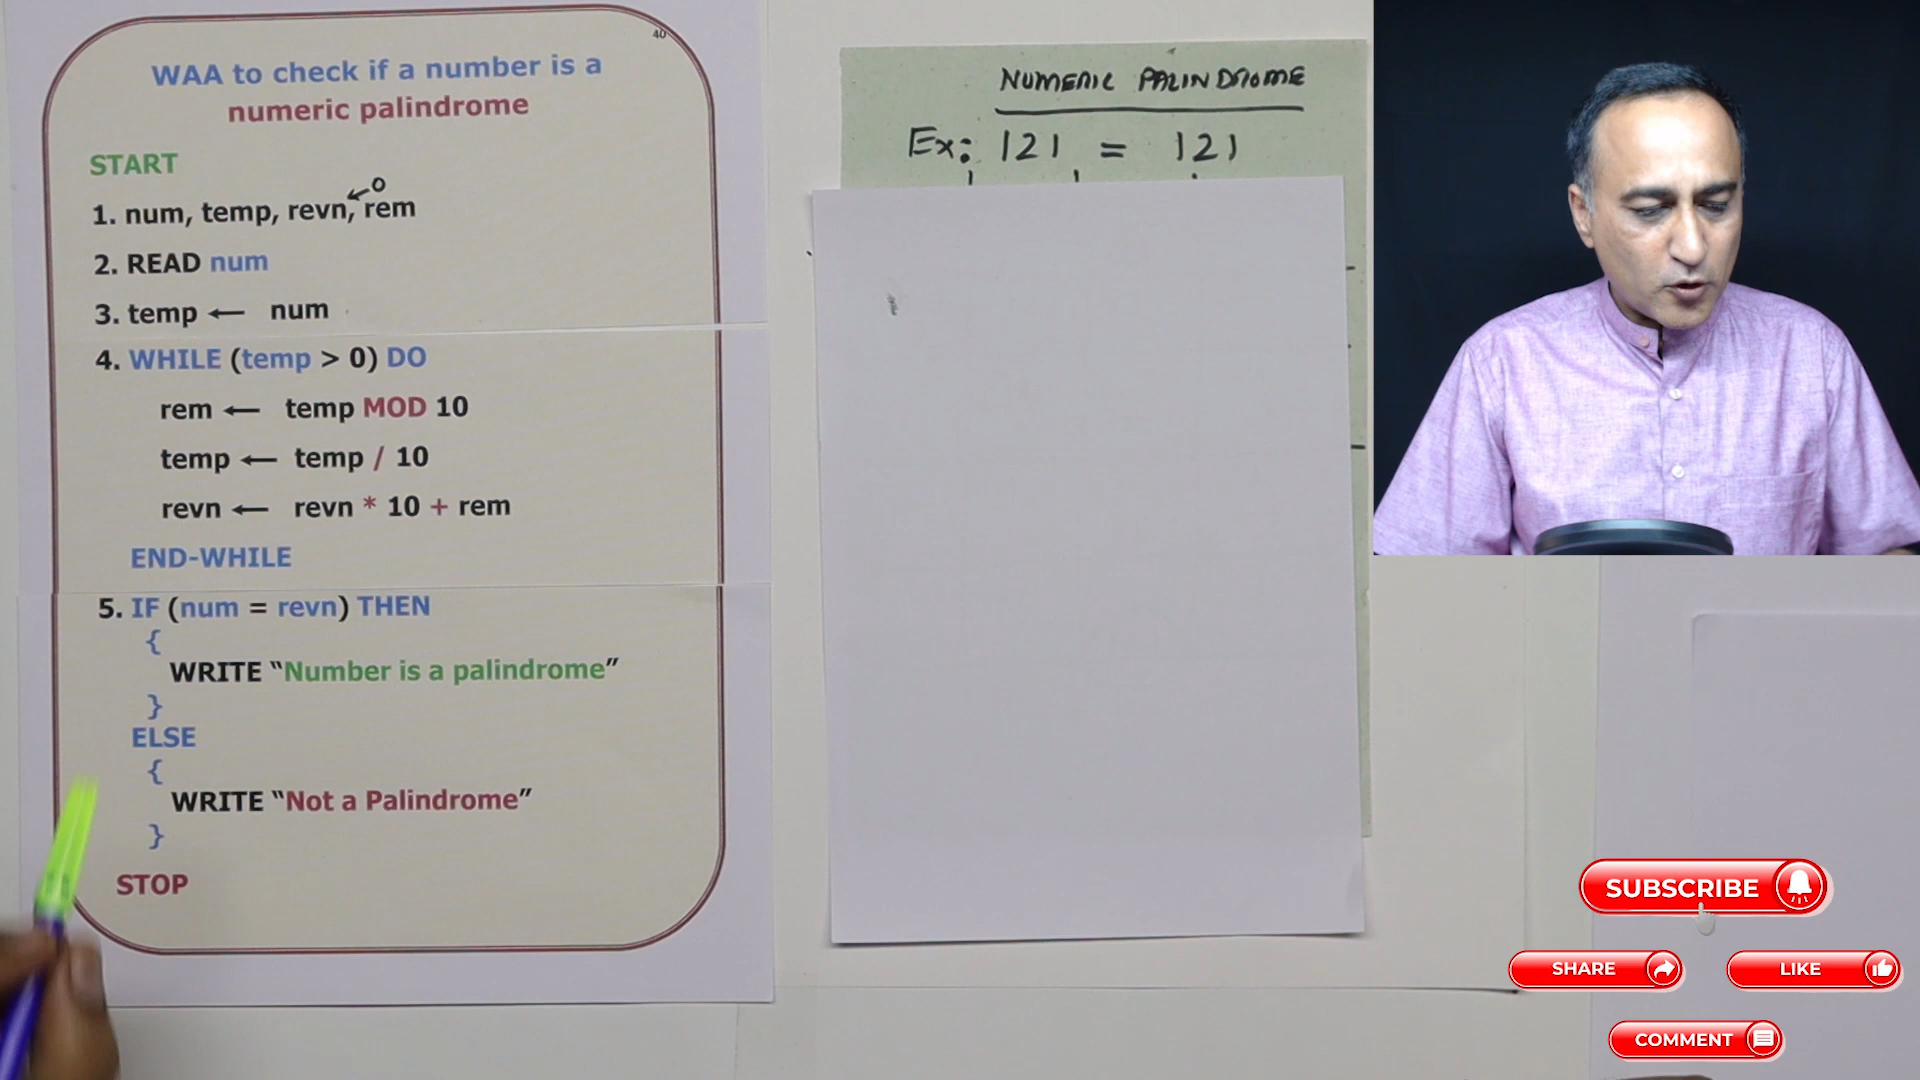 40
WAA to check if a number is a
numeric palindrome
START
0
1. num, temp, revn, rem
2. READ num
3. temp ← num
4. WHILE (temp > 0) DO
rem ← temp MOD 10
temp ← temp / 10
revn ← revn * 10 + rem
END-WHILE
5. IF (num = revn) THEN
{
WRITE “Number is a palindrome”
}
ELSE
{
WRITE “Not a Palindrome”
}
STOP
NUMERIC PALINDROME
Ex: 121 = 121
SUBSCRIBE
SHARE
LIKE
COMMENT